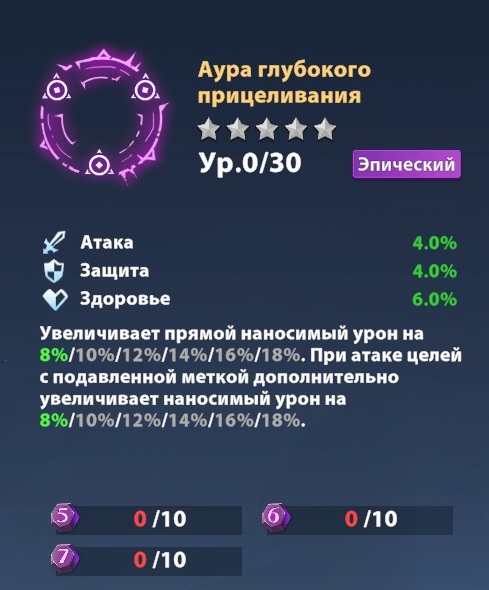 Аура глубокого
прицеливания
Ур.0/30
Эпический
Атака 4.0%
Защита 4.0%
Здоровье 6.0%
Увеличивает прямой наносимый урон на
8%/10%/12%/14%/16%/18%. При атаке целей
с подавленной меткой дополнительно
увеличивает наносимый урон на
8%/10%/12%/14%/16%/18%.
5 0 /10 6 0 /10
7 0 /10